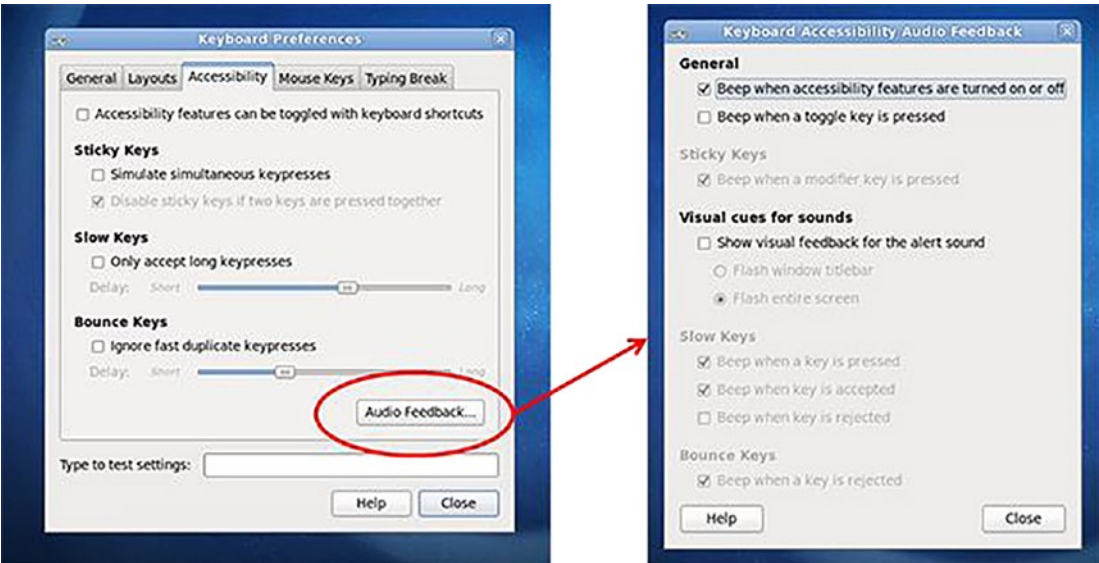 Keyboard Preferences
General Layouts Accessibility Mouse Keys Typing Break
Accessibility features can be toggled with keyboard shortcuts
Sticky Keys
Simulate simultaneous keypresses
Disable sticky keys if two keys are pressed together
Slow Keys
Only accept long keypresses
Delay: Short Long
Bounce Keys
Ignore fast duplicate keypresses
Delay: Short Long
Audio Feedback...
Type to test settings:
Help Close
Keyboard Accessibility Audio Feedback
General
Beep when accessibility features are turned on or off
Beep when a toggle key is pressed
Sticky Keys
Beep when a modifier key is pressed
Visual cues for sounds
Show visual feedback for the alert sound
Flash window titlebar
Flash entire screen
Slow Keys
Beep when a key is pressed
Beep when key is accepted
Beep when key is rejected
Bounce Keys
Beep when a key is rejected
Help Close